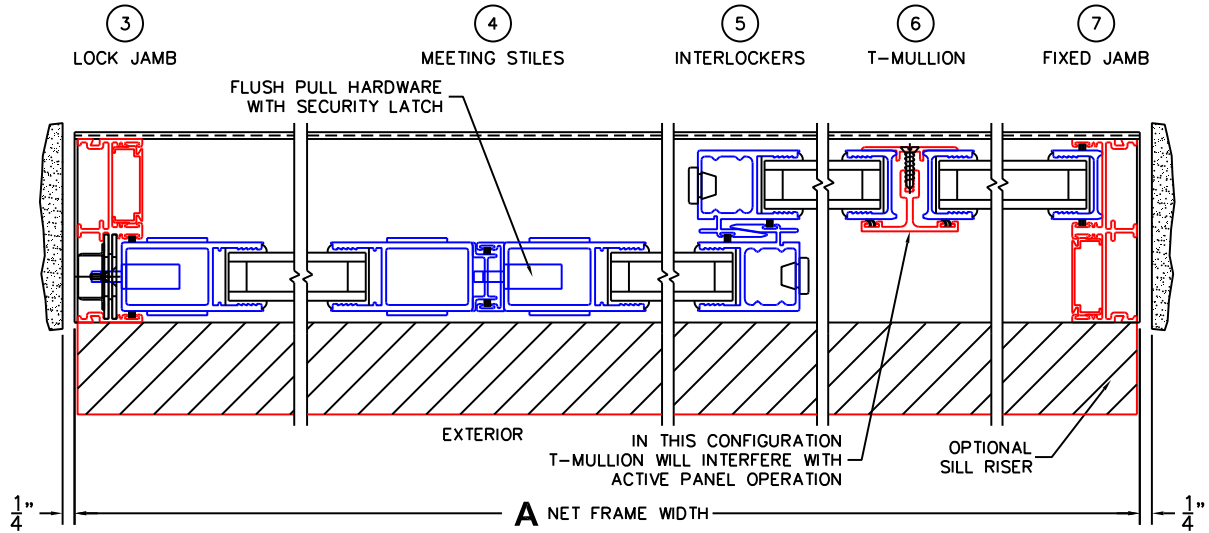 3
LOCK JAMB
4
MEETING STILES
5
INTERLOCKERS
6
T-MULLION
7
FIXED JAMB
FLUSH PULL HARDWARE
WITH SECURITY LATCH
EXTERIOR
IN THIS CONFIGURATION
T-MULLION WILL INTERFERE WITH
ACTIVE PANEL OPERATION
OPTIONAL
SILL RISER
1/4"
A NET FRAME WIDTH
1/4"